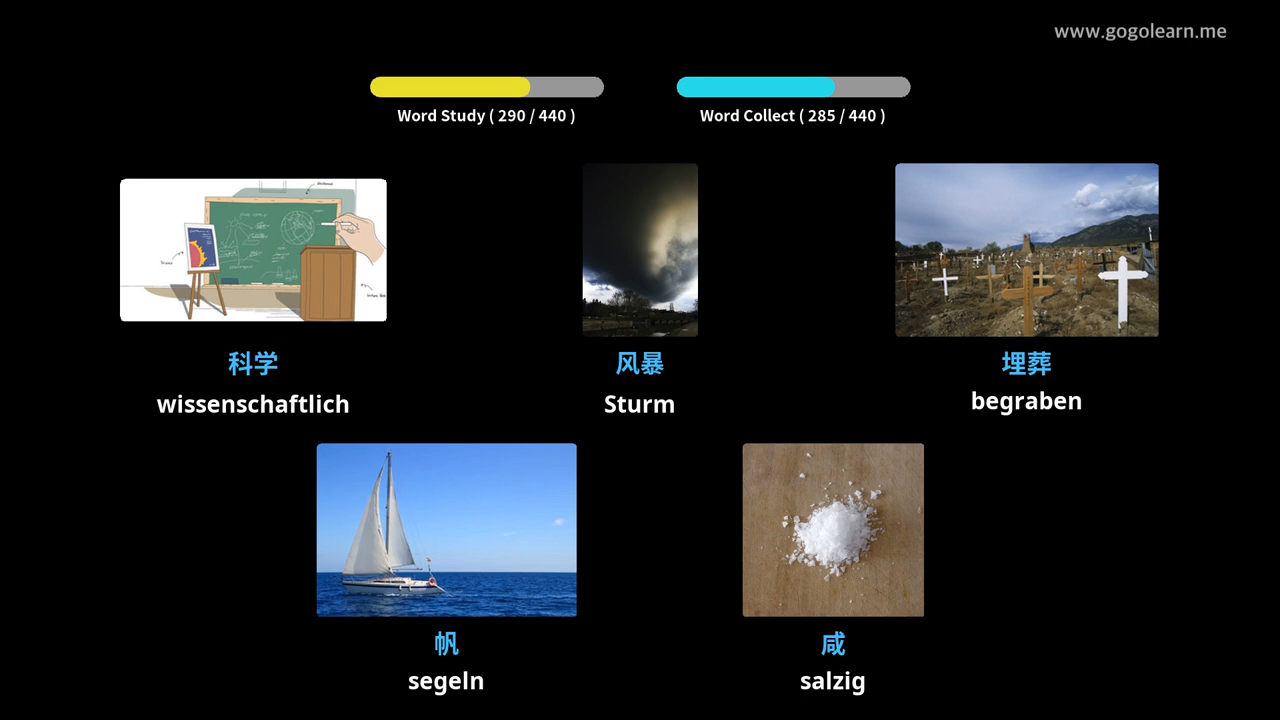 www.gogolearn.me
Word Study ( 290 / 440 )
Word Collect ( 285 / 440 )
科学
wissenschaftlich
风暴
Sturm
埋葬
begraben
帆
segeln
咸
salzig